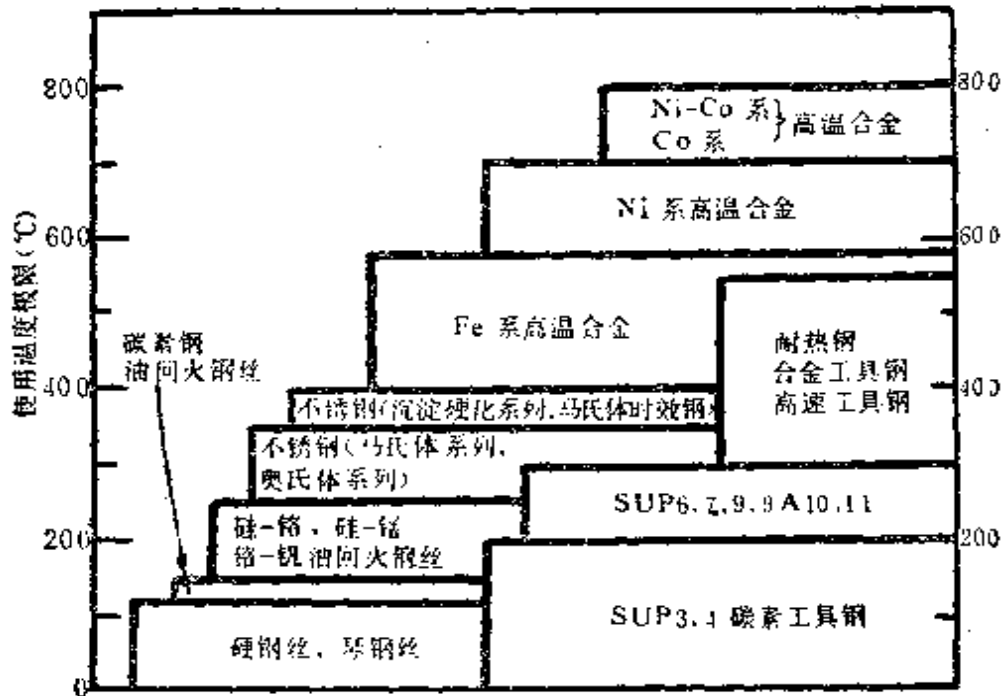 800
800
Ni-Co 系
Co 系
高温合金
Ni 系高温合金
600
600
使用温度极限(℃)
Fe 系高温合金
碳素钢
油回火钢丝
耐热钢
合金工具钢
高速工具钢
400
400
不锈钢(沉淀硬化系列,马氏体时效钢)
不锈钢(马氏体系列,
奥氏体系列)
SUP6,7,9,9A10,11
硅-铬、硅-锰
铬-钒油回火钢丝
200
200
SUP3,4 碳素工具钢
硬钢丝、琴钢丝
0
0